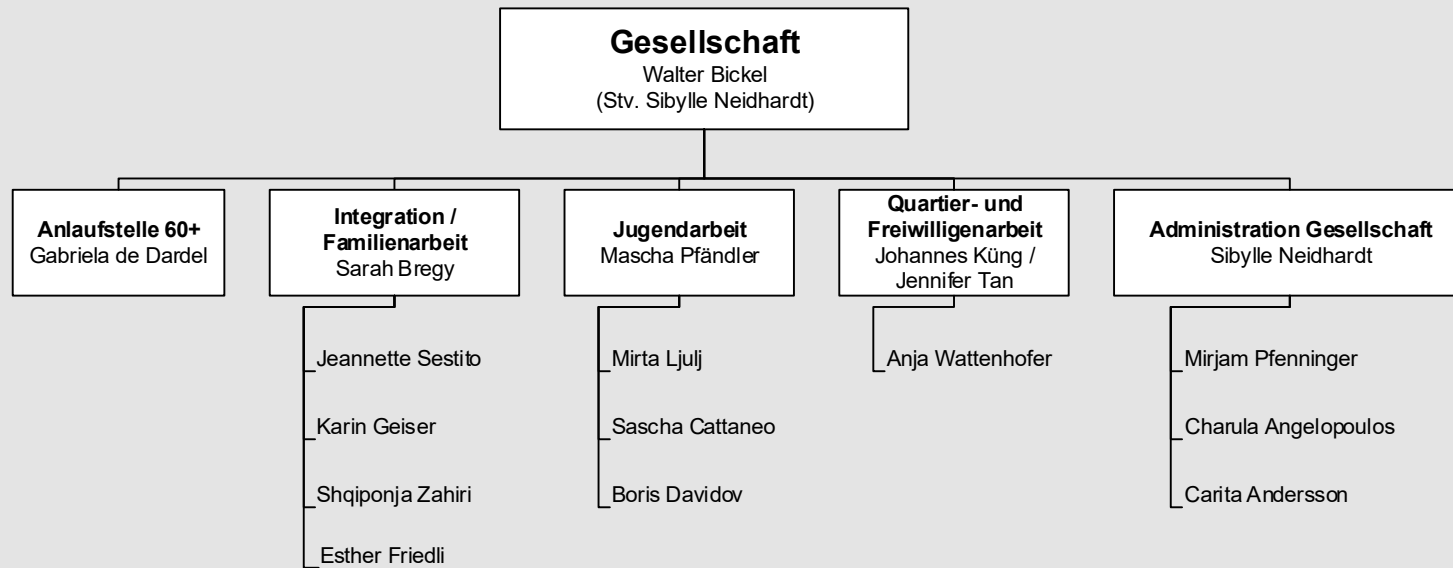 Gesellschaft
Walter Bickel
(Stv. Sibylle Neidhardt)
Anlaufstelle 60+
Gabriela de Dardel
Integration /
Familienarbeit
Sarah Bregy
Jeannette Sestito
Karin Geiser
Shqiponja Zahiri
Esther Friedli
Jugendarbeit
Mascha Pfändler
Mirta Ljulj
Sascha Cattaneo
Boris Davidov
Quartier- und
Freiwilligenarbeit
Johannes Küng /
Jennifer Tan
Anja Wattenhofer
Administration Gesellschaft
Sibylle Neidhardt
Mirjam Pfenninger
Charula Angelopoulos
Carita Andersson